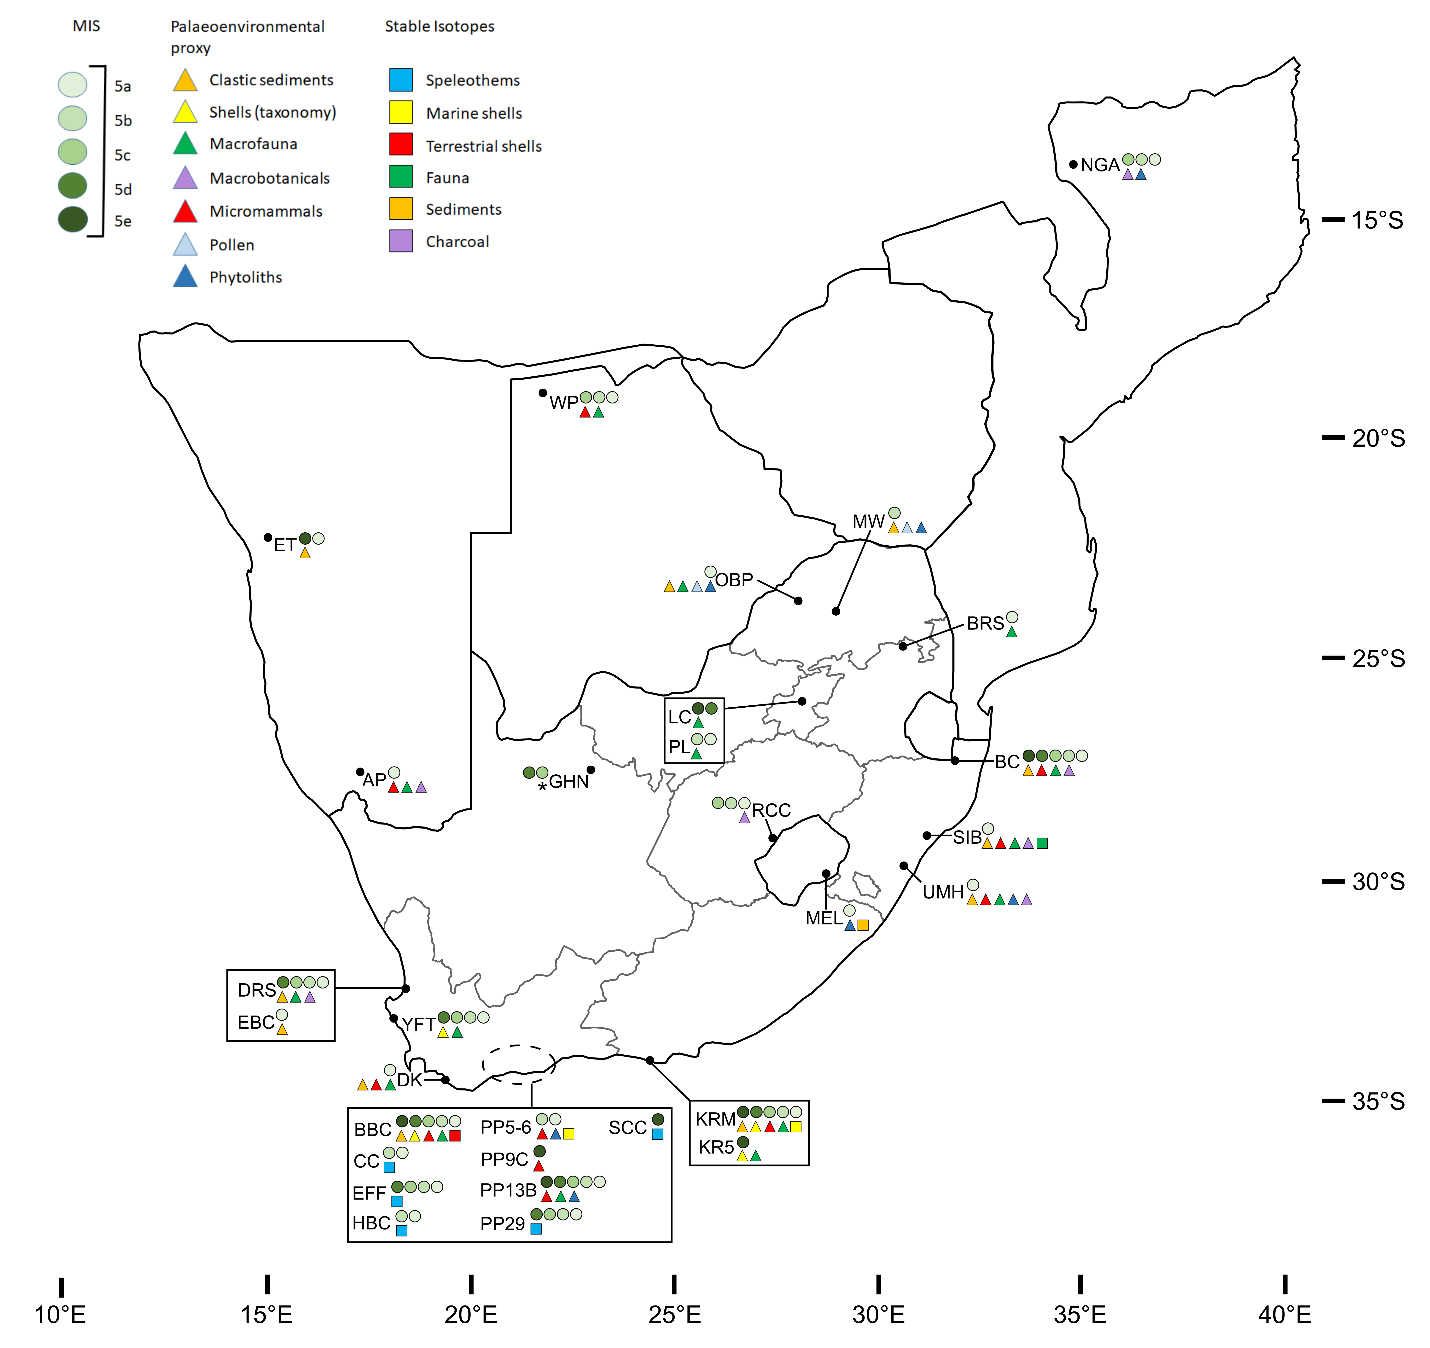 MIS
5a
5b
5c
5d
5e
Palaeoenvironmental
proxy
Clastic sediments
Shells (taxonomy)
Macrofauna
Macrobotanicals
Micromammals
Pollen
Phytoliths
Stable Isotopes
Speleothems
Marine shells
Terrestrial shells
Fauna
Sediments
Charcoal
NGA
15°S
WP
20°S
MW
ET
OBP
BRS
25°S
LC
PL
BC
AP
*GHN
RCC
SIB
30°S
UMH
MEL
DRS
EBC
YFT
DK
35°S
BBC
CC
EFF
HBC
PP5-6
PP9C
PP13B
PP29
SCC
KRM
KR5
10°E
15°E
20°E
25°E
30°E
35°E
40°E